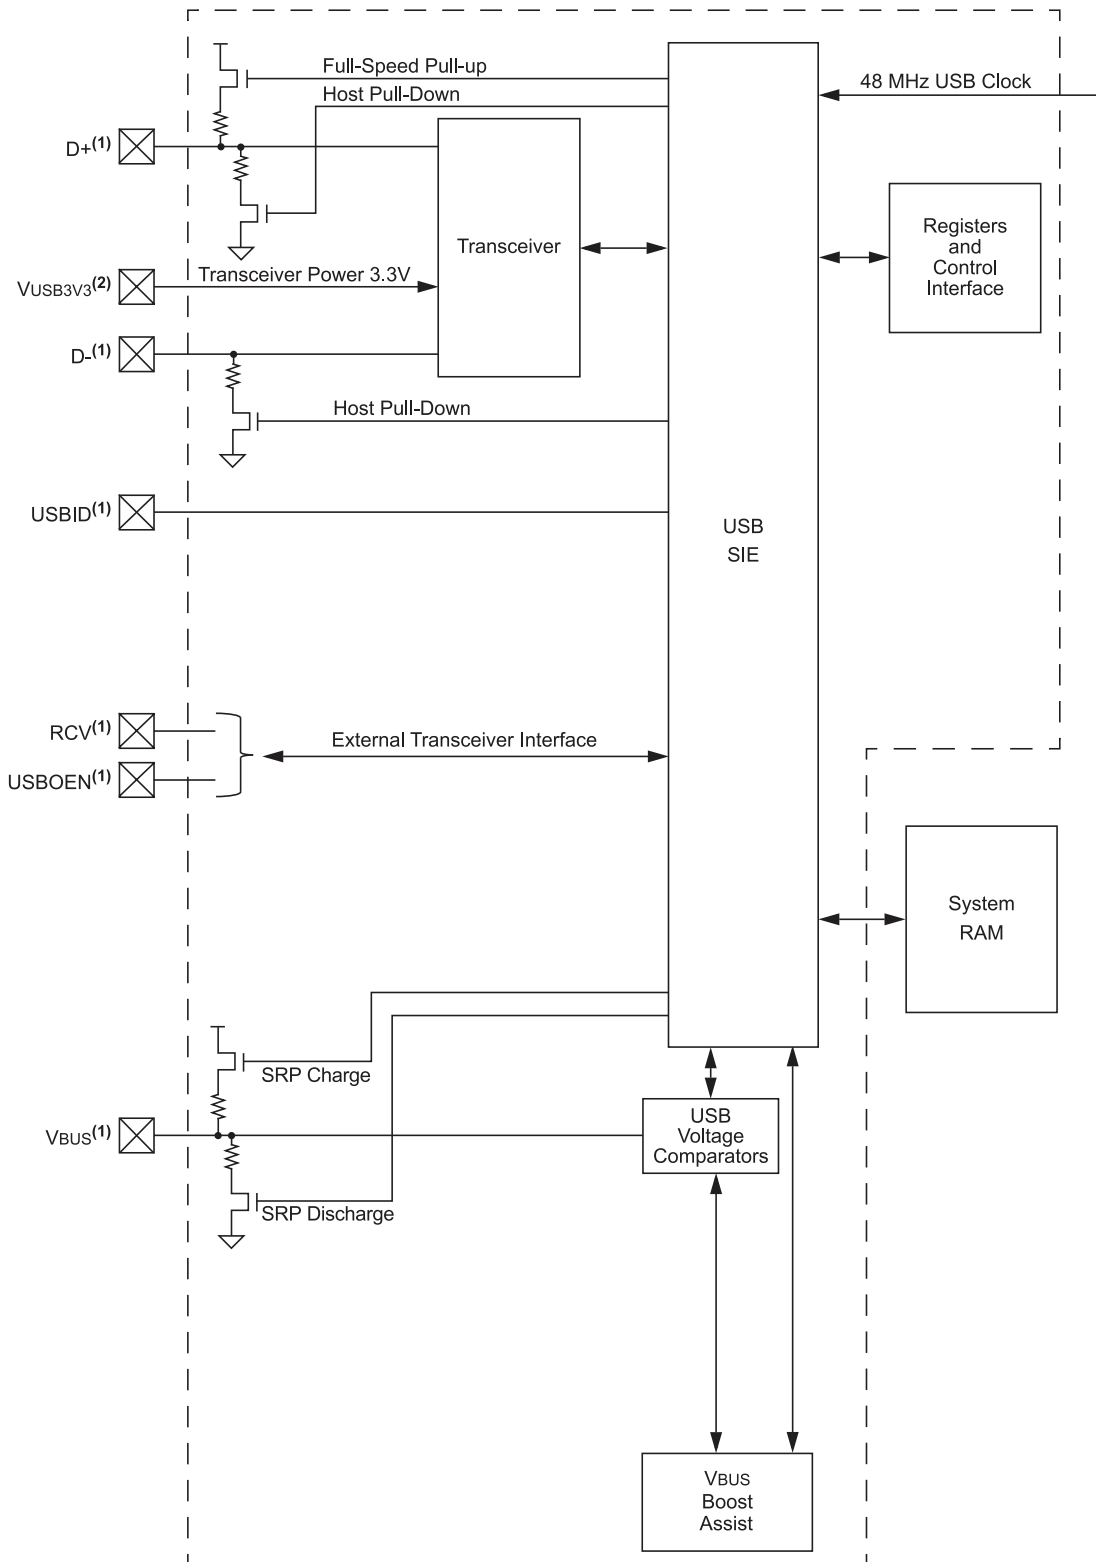 Full-Speed Pull-up
48 MHz USB Clock
Host Pull-Down
D+(1)
Transceiver
Registers
and
Control
Interface
VUSB3V3(2)
Transceiver Power 3.3V
D-(1)
Host Pull-Down
USBID(1)
USB
SIE
RCV(1)
External Transceiver Interface
USBOEN(1)
System
RAM
SRP Charge
VBUS(1)
USB
Voltage
Comparators
SRP Discharge
VBUS
Boost
Assist